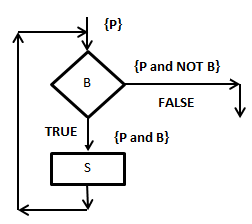 {P}
{P and NOT B}
B
FALSE
TRUE
{P and B}
S